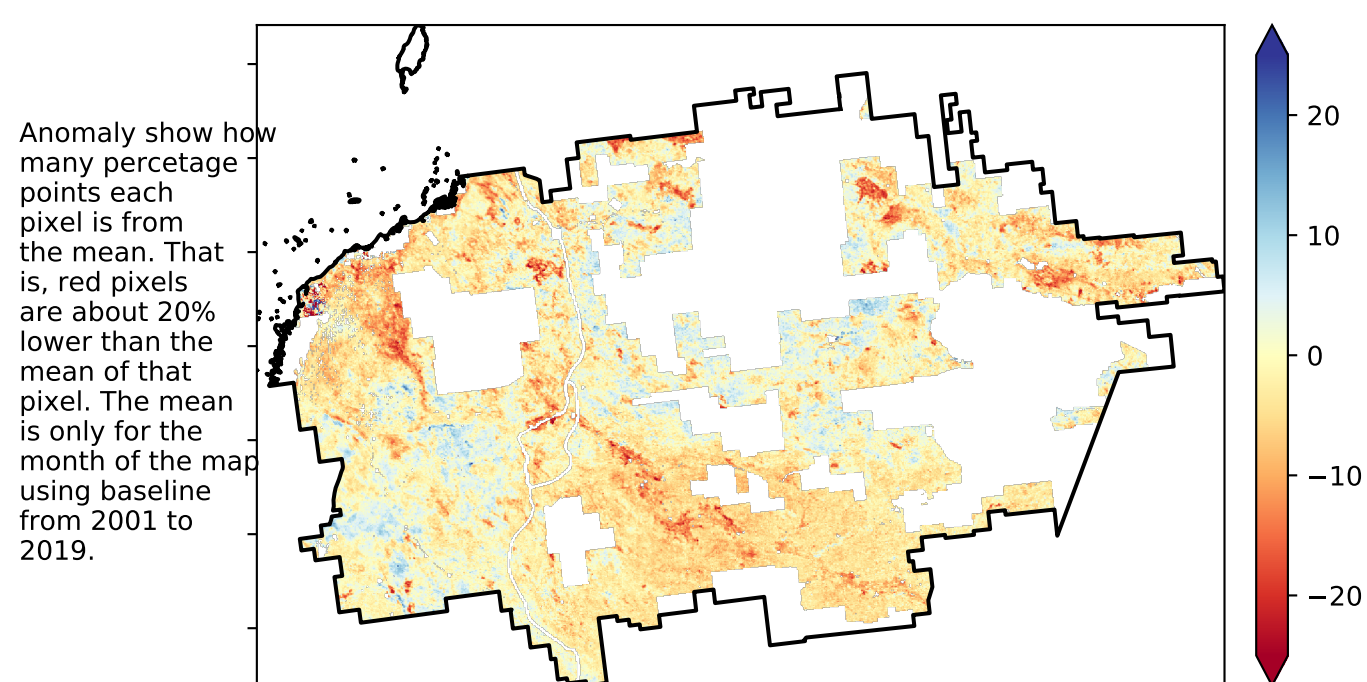 Anomaly show how
many percetage
points each
pixel is from
the mean. That
is, red pixels
are about 20%
lower than the
mean of that
pixel. The mean
is only for the
month of the map
using baseline
from 2001 to
2019.
20
10
0
−10
−20